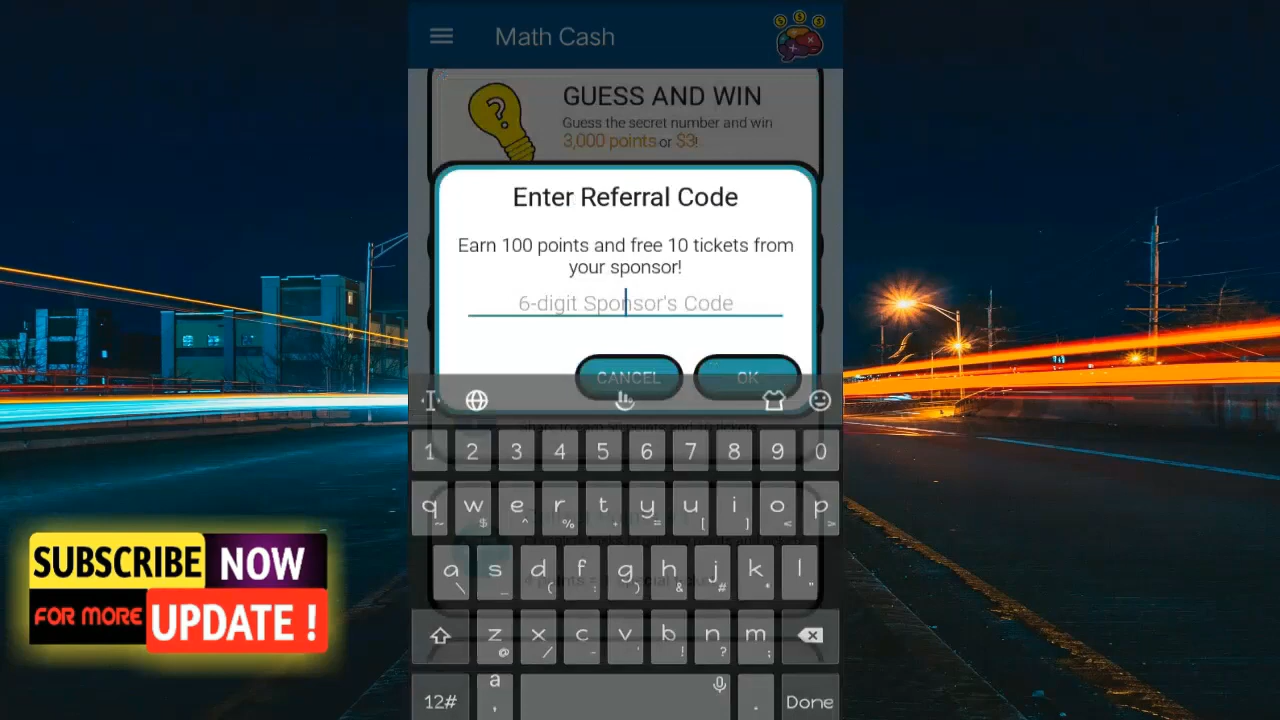 Math Cash
GUESS AND WIN
Guess the secret number and win
3,000 points or $3!
Enter Referral Code
Earn 100 points and free 10 tickets from
your sponsor!
6-digit Sponsor's Code
CANCEL
OK
1 2 3 4 5 6 7 8 9 0
q w e r t y u i o p
~ $ ^ % + = [ ] < >
a s d f g h j k l
\ _ ( : ) & # * "
z x c v b n m
@ / - ' ! ? ;
12# a , . Done
SUBSCRIBE NOW
FOR MORE UPDATE !